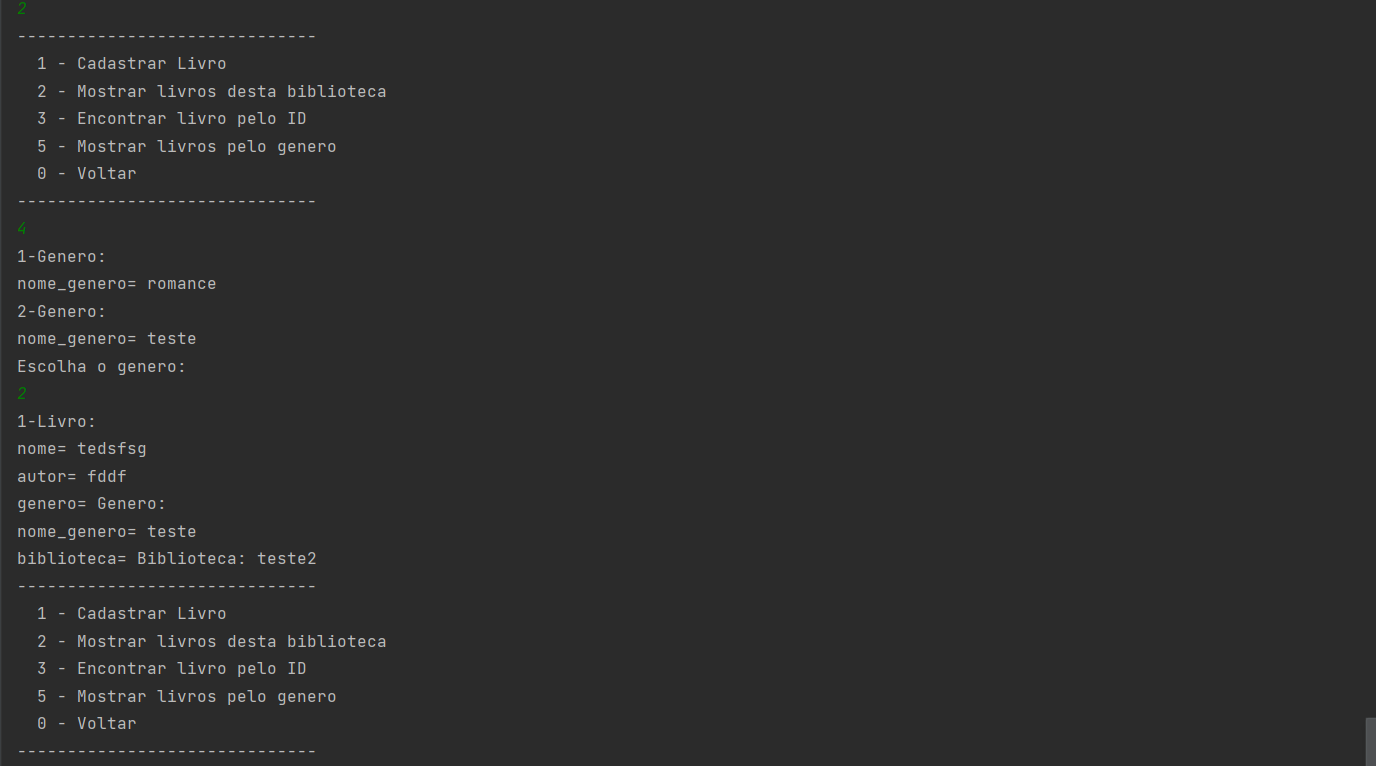 2
------------------------------
  1 - Cadastrar Livro
  2 - Mostrar livros desta biblioteca
  3 - Encontrar livro pelo ID
  5 - Mostrar livros pelo genero
  0 - Voltar
------------------------------
4
1-Genero:
nome_genero= romance
2-Genero:
nome_genero= teste
Escolha o genero:
2
1-Livro:
nome= tedsfsg
autor= fddf
genero= Genero:
nome_genero= teste
biblioteca= Biblioteca: teste2
------------------------------
  1 - Cadastrar Livro
  2 - Mostrar livros desta biblioteca
  3 - Encontrar livro pelo ID
  5 - Mostrar livros pelo genero
  0 - Voltar
------------------------------